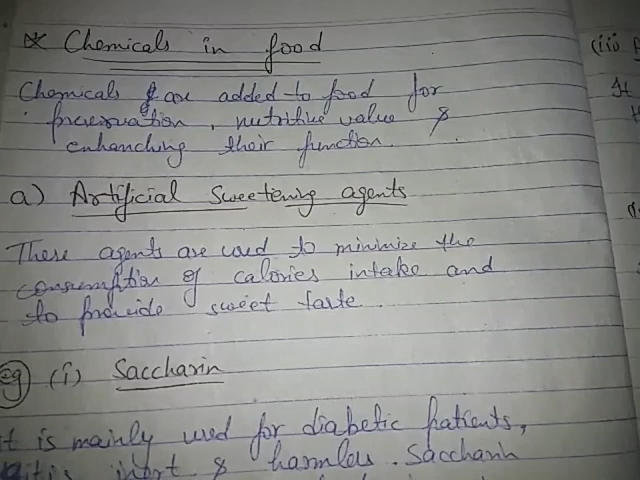 * Chemicals in food
Chemicals are added to food for
preservation, nutritive value &
enhanching their function.
a) Artificial Sweetening agents
These agents are used to minimize the
consumption of calories intake and
to provide sweet taste.
eg (i) Saccharin
It is mainly used for diabetic patients,
it is inert & harmless. Saccharin
(iii)
It